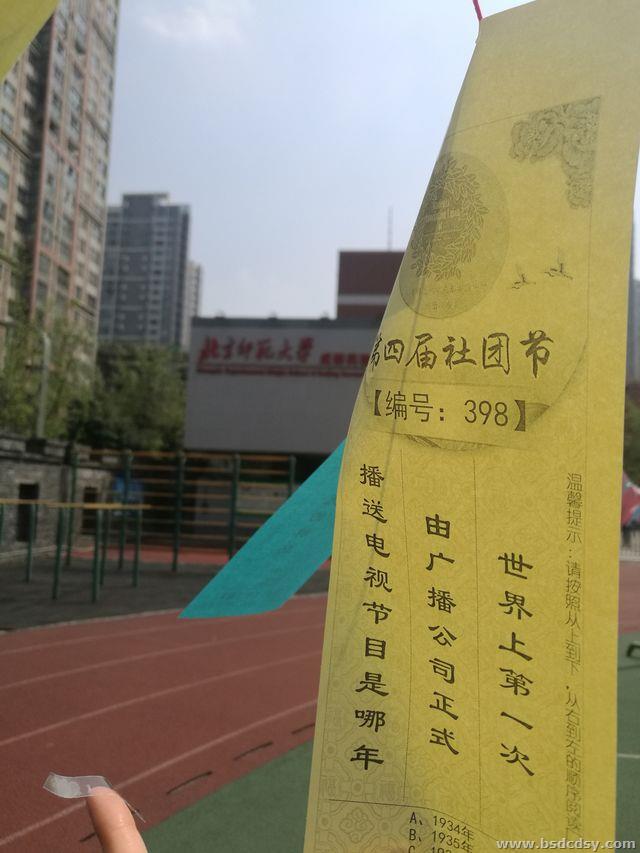 北京师范大学
第四届社团节
【编号：398】
温馨提示：请按照从上到下，从右到左的顺序阅读
世界上第一次
由广播公司正式
播送电视节目是哪年
A、1934年
B、1935年
www.bsdcdsy.com